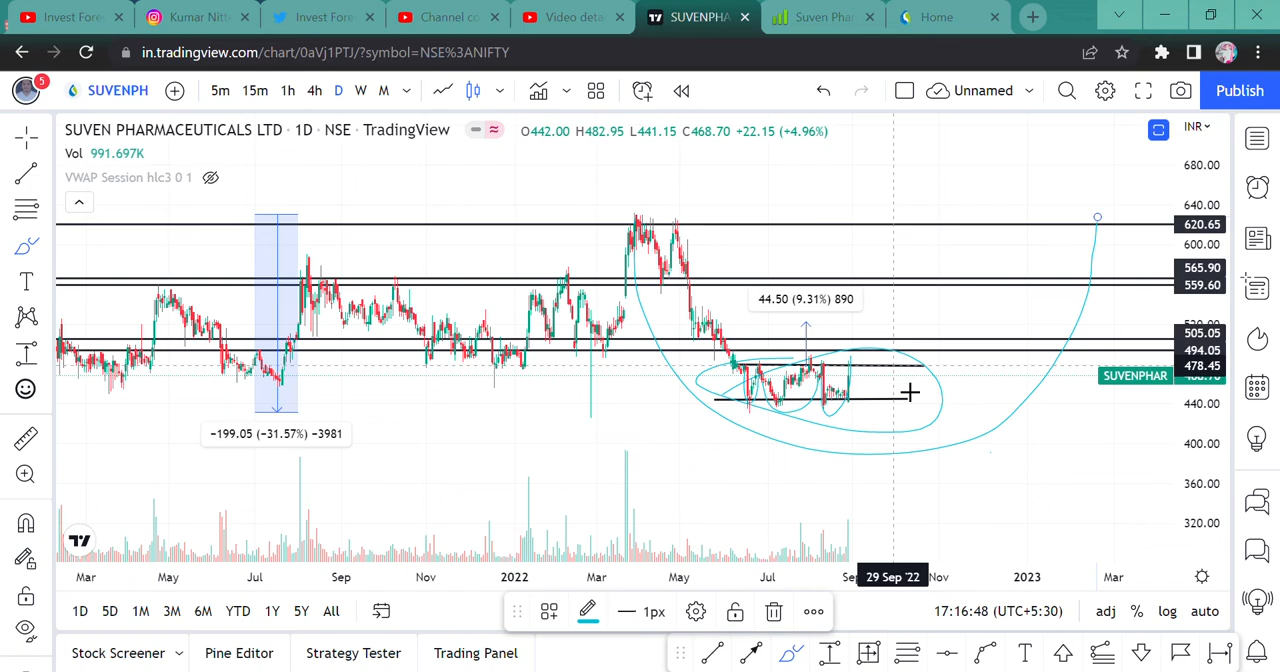 Invest Fore
Kumar Nitt
Invest Fore
Channel co
Video deta
SUVENPHA
Suven Phar
Home
in.tradingview.com/chart/0aVj1PTJ/?symbol=NSE%3ANIFTY
5
SUVENPH
5m 15m 1h 4h D W M
Unnamed
Publish
SUVEN PHARMACEUTICALS LTD · 1D · NSE · TradingView
O442.00 H482.95 L441.15 C468.70 +22.15 (+4.96%)
INR
Vol 991.697K
VWAP Session hlc3 0 1
680.00
640.00
620.65
600.00
565.90
559.60
44.50 (9.31%) 890
505.05
494.05
478.45
SUVENPHAR
440.00
−199.05 (−31.57%) −3981
400.00
360.00
320.00
Mar May Jul Sep Nov 2022 Mar May Jul 29 Sep '22 Nov 2023 Mar
1D 5D 1M 3M 6M YTD 1Y 5Y All
1px
17:16:48 (UTC+5:30)
adj % log auto
Stock Screener
Pine Editor
Strategy Tester
Trading Panel